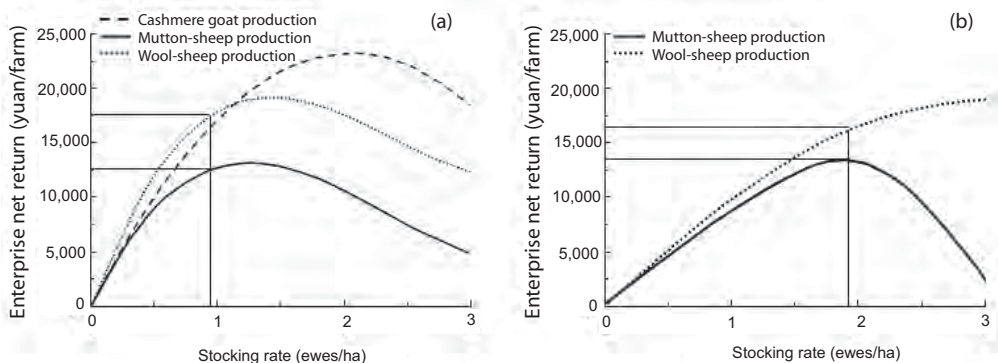 (a)
Cashmere goat production
Mutton-sheep production
Wool-sheep production
Enterprise net return (yuan/farm)
25,000
20,000
15,000
10,000
5,000
0
0 1 2 3
Stocking rate (ewes/ha)
(b)
Mutton-sheep production
Wool-sheep production
Enterprise net return (yuan/farm)
25,000
20,000
15,000
10,000
5,000
0
0 1 2 3
Stocking rate (ewes/ha)